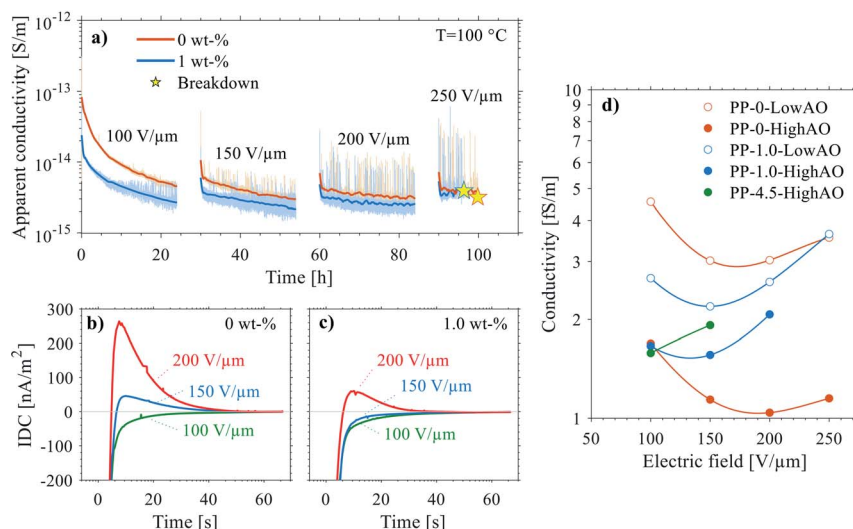 a)
Apparent conductivity [S/m]
10⁻¹²
10⁻¹³
10⁻¹⁴
10⁻¹⁵
0 wt-%
1 wt-%
Breakdown
T=100 °C
100 V/µm
150 V/µm
200 V/µm
250 V/µm
0 20 40 60 80 100
Time [h]
b)
0 wt-%
IDC [nA/m²]
300
200
100
0
-100
-200
200 V/µm
150 V/µm
100 V/µm
0 20 40 60
Time [s]
c)
1.0 wt-%
200 V/µm
150 V/µm
100 V/µm
0 20 40 60
Time [s]
d)
Conductivity [fS/m]
10
9
8
7
6
5
4
3
2
1
PP-0-LowAO
PP-0-HighAO
PP-1.0-LowAO
PP-1.0-HighAO
PP-4.5-HighAO
50 100 150 200 250
Electric field [V/µm]